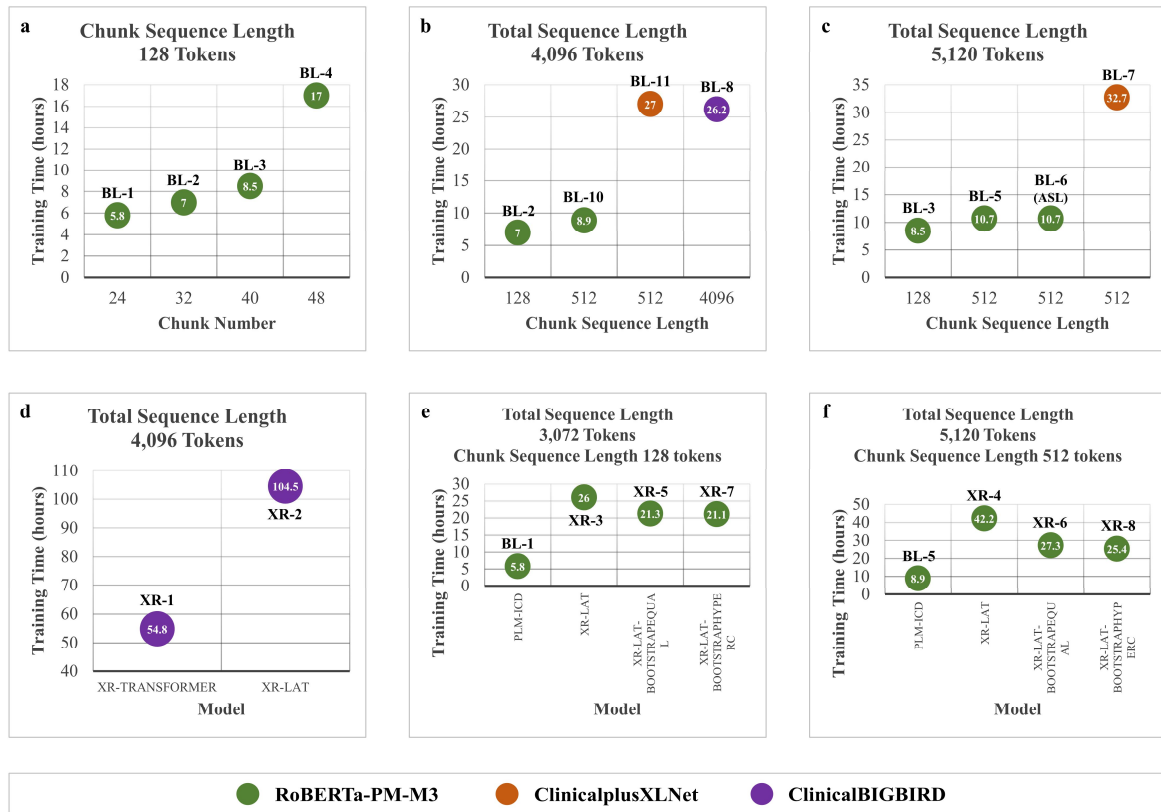 a
Chunk Sequence Length
128 Tokens
Training Time (hours)
18
16
14
12
10
8
6
4
2
0
BL-1
5.8
BL-2
7
BL-3
8.5
BL-4
17
24 32 40 48
Chunk Number
b
Total Sequence Length
4,096 Tokens
Training Time (hours)
30
25
20
15
10
5
0
BL-2
7
BL-10
8.9
BL-11
27
BL-8
26.2
128 512 512 4096
Chunk Sequence Length
c
Total Sequence Length
5,120 Tokens
Training Time (hours)
35
30
25
20
15
10
5
0
BL-3
8.5
BL-5
10.7
BL-6
(ASL)
10.7
BL-7
32.7
128 512 512 512
Chunk Sequence Length
d
Total Sequence Length
4,096 Tokens
Training Time (hours)
110
100
90
80
70
60
50
40
XR-1
54.8
104.5
XR-2
XR-TRANSFORMER XR-LAT
Model
e
Total Sequence Length
3,072 Tokens
Chunk Sequence Length 128 tokens
Training Time (hours)
30
25
20
15
10
5
0
BL-1
5.8
26
XR-3
XR-5
21.3
XR-7
21.1
PLM-ICD
XR-LAT
XR-LAT-
BOOTSTRAPEQUA
L
XR-LAT-
BOOTSTRAPHYPE
RC
Model
f
Total Sequence Length
5,120 Tokens
Chunk Sequence Length 512 tokens
Training Time (hours)
50
40
30
20
10
0
BL-5
8.9
XR-4
42.2
XR-6
27.3
XR-8
25.4
PLM-ICD
XR-LAT
XR-LAT-
BOOTSTRAPEQU
AL
XR-LAT-
BOOTSTRAPHYP
ERC
Model
RoBERTa-PM-M3 ClinicalplusXLNet ClinicalBIGBIRD